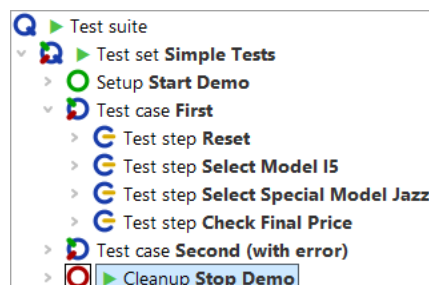 Test suite
Test set Simple Tests
Setup Start Demo
Test case First
Test step Reset
Test step Select Model I5
Test step Select Special Model Jazz
Test step Check Final Price
Test case Second (with error)
Cleanup Stop Demo